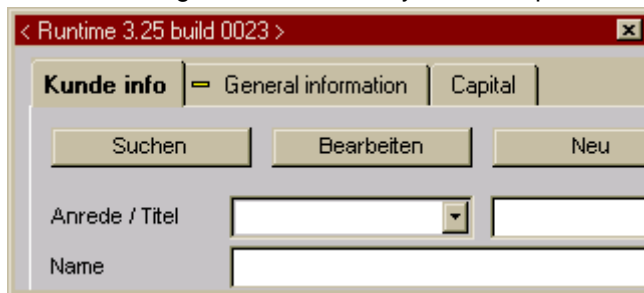 < Runtime 3.25 build 0023 >
Kunde info General information Capital
Suchen Bearbeiten Neu
Anrede / Titel
Name